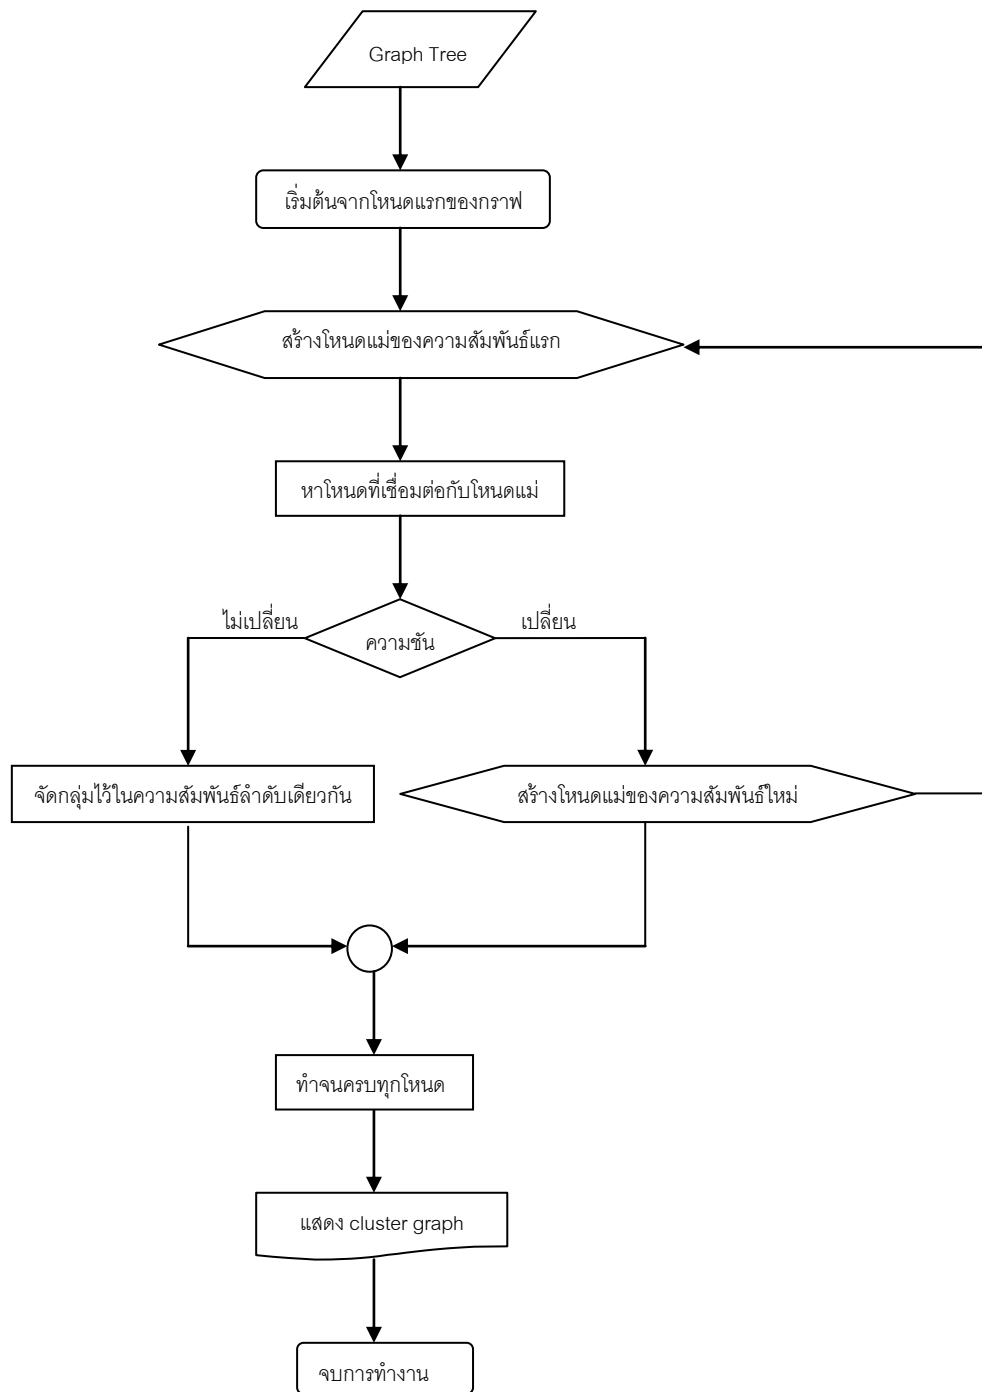 Graph Tree
เริ่มต้นจากโหนดแรกของกราฟ
สร้างโหนดแม่ของความสัมพันธ์แรก
หาโหนดที่เชื่อมต่อกับโหนดแม่
ไม่เปลี่ยน
เปลี่ยน
ความชัน
จัดกลุ่มไว้ในความสัมพันธ์ลำดับเดียวกัน
สร้างโหนดแม่ของความสัมพันธ์ใหม่
ทำจนครบทุกโหนด
แสดง cluster graph
จบการทำงาน